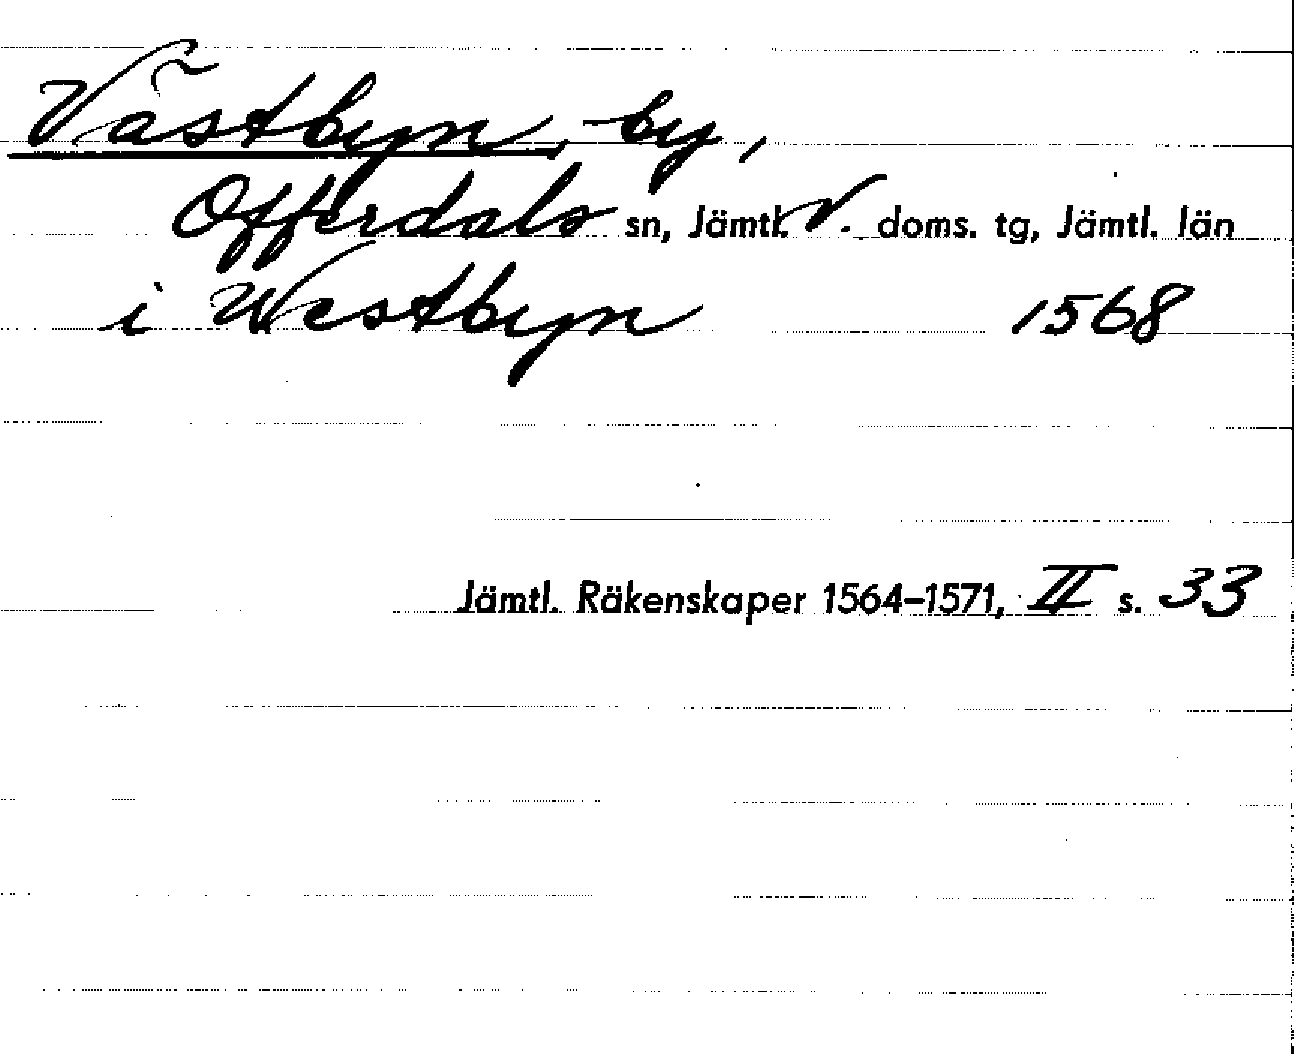 Västbyn, by,
Offerdals sn, Jämtl. V. doms. tg, Jämtl. län
i Westbyn 1568
Jämtl. Räkenskaper 1564–1571, II s. 33